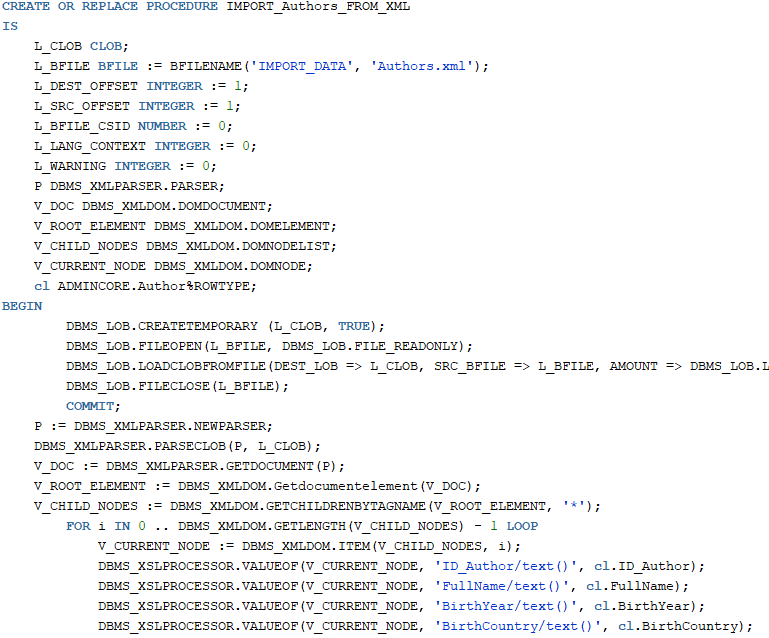 CREATE OR REPLACE PROCEDURE IMPORT_Authors_FROM_XML
IS
L_CLOB CLOB;
L_BFILE BFILE := BFILENAME('IMPORT_DATA', 'Authors.xml');
L_DEST_OFFSET INTEGER := 1;
L_SRC_OFFSET INTEGER := 1;
L_BFILE_CSID NUMBER := 0;
L_LANG_CONTEXT INTEGER := 0;
L_WARNING INTEGER := 0;
P DBMS_XMLPARSER.PARSER;
V_DOC DBMS_XMLDOM.DOMDOCUMENT;
V_ROOT_ELEMENT DBMS_XMLDOM.DOMELEMENT;
V_CHILD_NODES DBMS_XMLDOM.DOMNODELIST;
V_CURRENT_NODE DBMS_XMLDOM.DOMNODE;
cl ADMINCORE.Author%ROWTYPE;
BEGIN
DBMS_LOB.CREATETEMPORARY (L_CLOB, TRUE);
DBMS_LOB.FILEOPEN(L_BFILE, DBMS_LOB.FILE_READONLY);
DBMS_LOB.LOADCLOBFROMFILE(DEST_LOB => L_CLOB, SRC_BFILE => L_BFILE, AMOUNT => DBMS_LOB.L
DBMS_LOB.FILECLOSE(L_BFILE);
COMMIT;
P := DBMS_XMLPARSER.NEWPARSER;
DBMS_XMLPARSER.PARSECLOB(P, L_CLOB);
V_DOC := DBMS_XMLPARSER.GETDOCUMENT(P);
V_ROOT_ELEMENT := DBMS_XMLDOM.Getdocumentelement(V_DOC);
V_CHILD_NODES := DBMS_XMLDOM.GETCHILDRENBYTAGNAME(V_ROOT_ELEMENT, '*');
FOR i IN 0 .. DBMS_XMLDOM.GETLENGTH(V_CHILD_NODES) - 1 LOOP
V_CURRENT_NODE := DBMS_XMLDOM.ITEM(V_CHILD_NODES, i);
DBMS_XSLPROCESSOR.VALUEOF(V_CURRENT_NODE, 'ID_Author/text()', cl.ID_Author);
DBMS_XSLPROCESSOR.VALUEOF(V_CURRENT_NODE, 'FullName/text()', cl.FullName);
DBMS_XSLPROCESSOR.VALUEOF(V_CURRENT_NODE, 'BirthYear/text()', cl.BirthYear);
DBMS_XSLPROCESSOR.VALUEOF(V_CURRENT_NODE, 'BirthCountry/text()', cl.BirthCountry);